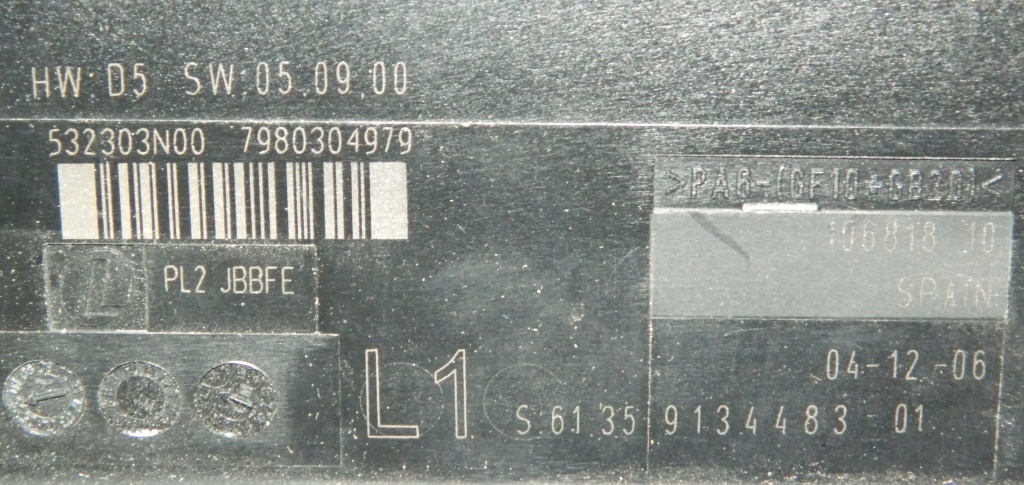 HW:D5 SW:05.09.00
532303N00 7980304979
>PA6-(GF10+GB20)<
106818 10
L
PL2 JBBFE
SPAIN
04-12-06
L1
S 61.35 9134483-01